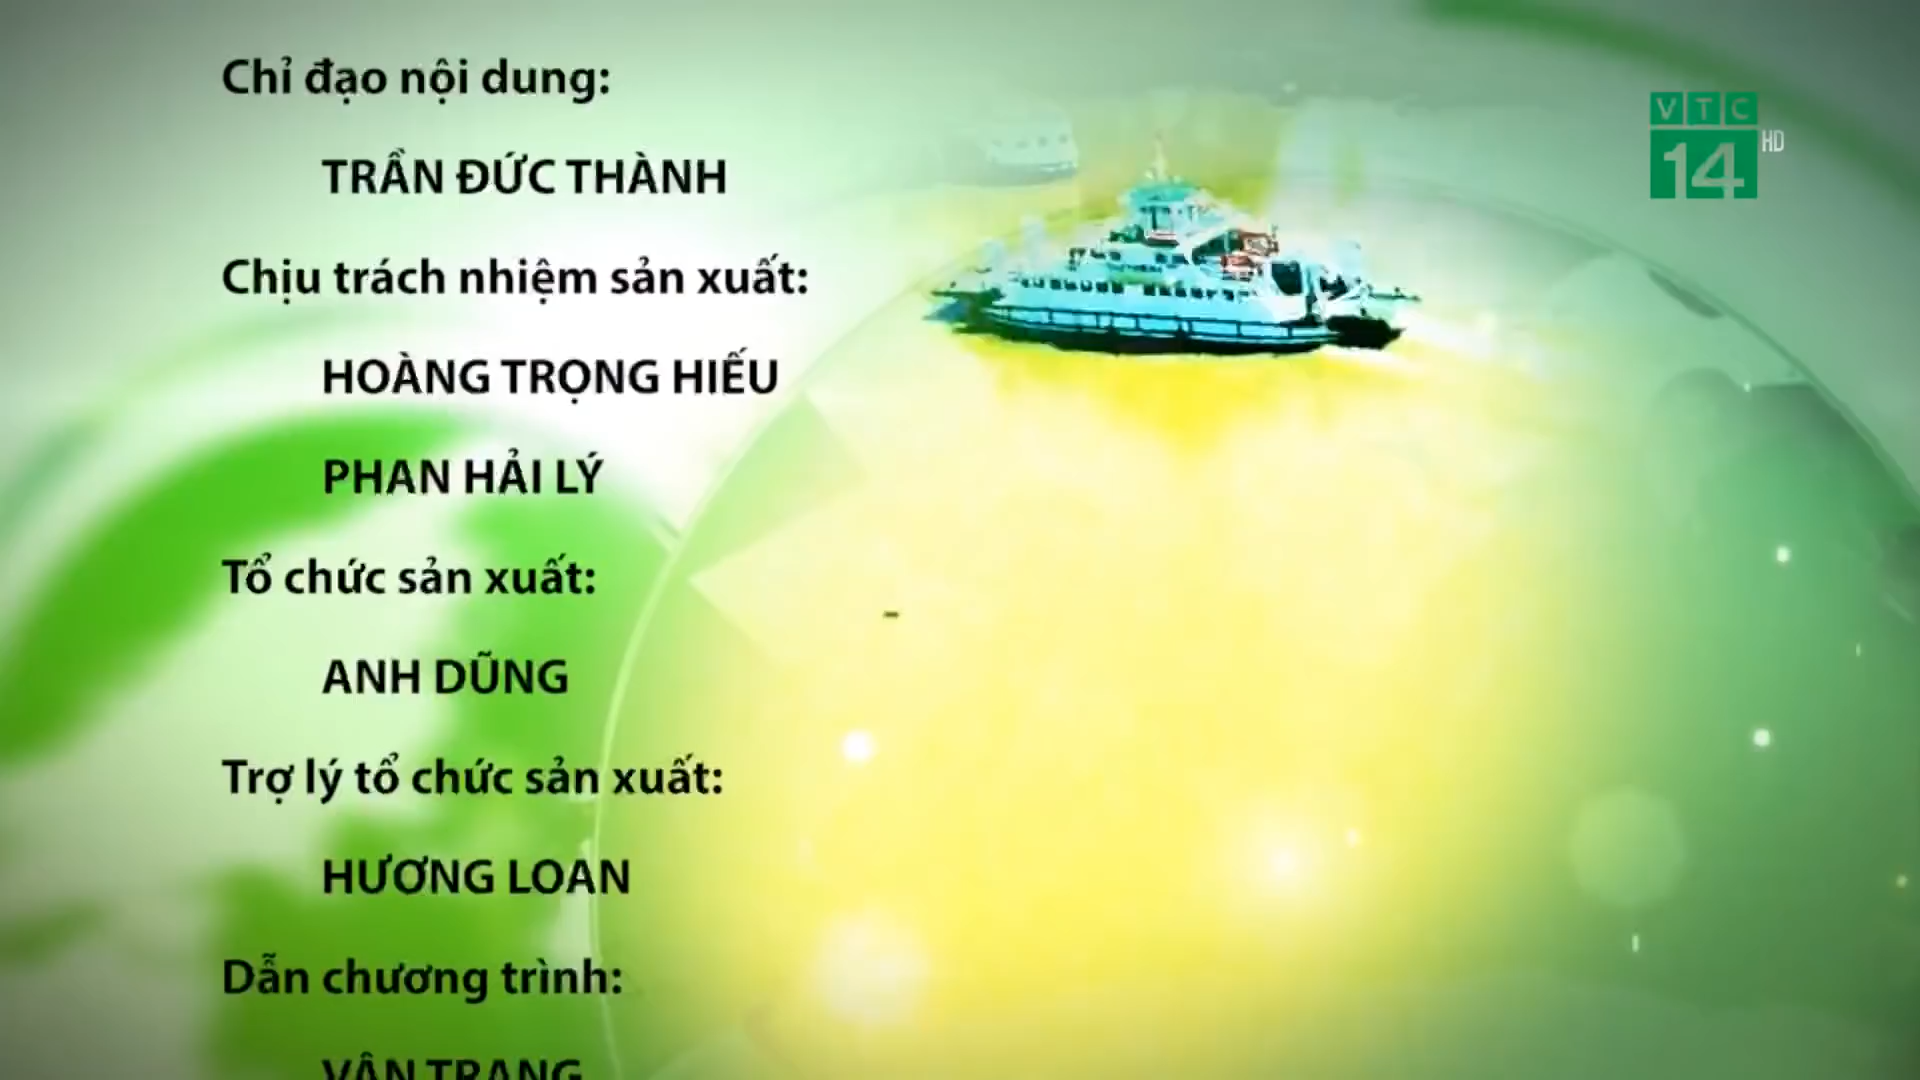 Chỉ đạo nội dung:
TRẦN ĐỨC THÀNH
Chịu trách nhiệm sản xuất:
HOÀNG TRỌNG HIẾU
PHAN HẢI LÝ
Tổ chức sản xuất:
ANH DŨNG
Trợ lý tổ chức sản xuất:
HƯƠNG LOAN
Dẫn chương trình:
VÂN TRANG
VTC
14 HD